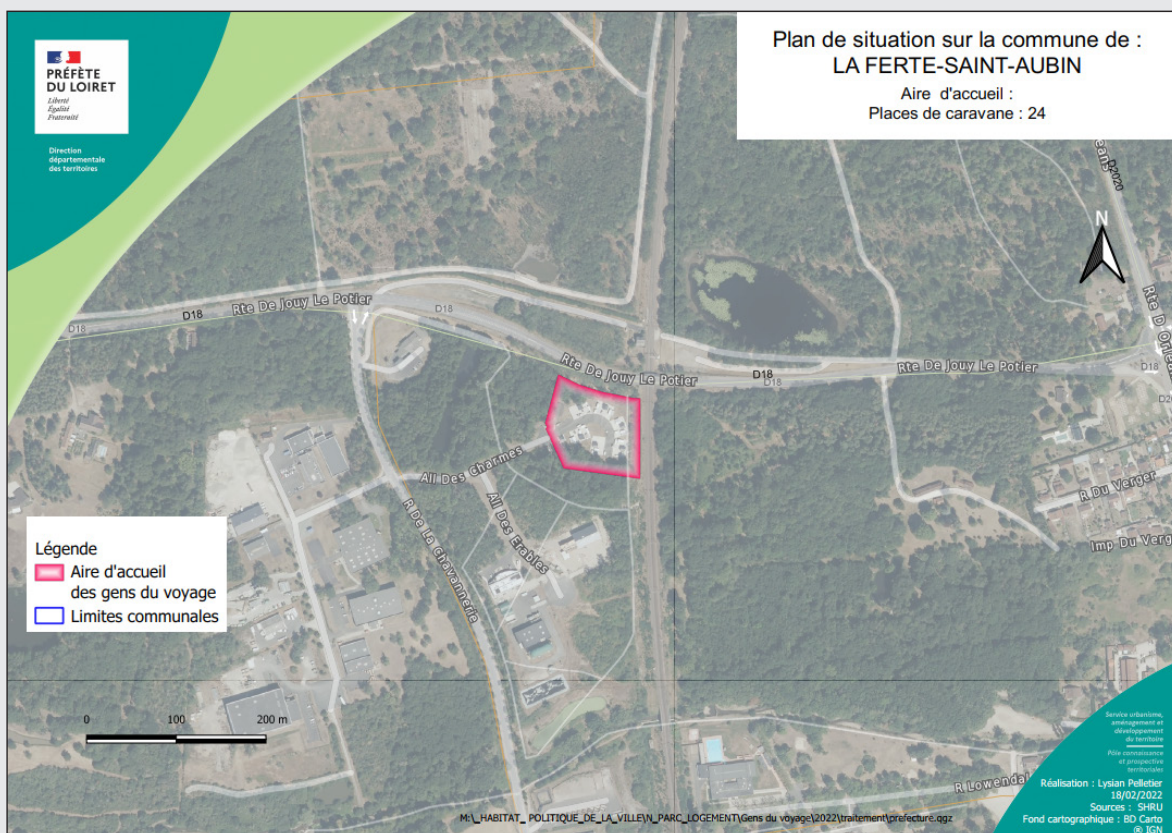 PRÉFÈTE
DU LOIRET
Liberté
Égalité
Fraternité
Direction
départementale
des territoires
Plan de situation sur la commune de :
LA FERTE-SAINT-AUBIN
Aire d'accueil :
Places de caravane : 24
D2020
N
Rte D Orléans
Rte De Jouy Le Potier
D18
D18
D18
Rte De Jouy Le Potier
D18
D18
Rte De Jouy Le Potier
D18
All Des Charmes
All Des Erables
R De La Chavannerie
R Du Verger
Imp Du Verg
R Lowendal
Légende
Aire d'accueil
des gens du voyage
Limites communales
0 100 200 m
M:\_HABITAT_ POLITIQUE_DE_LA_VILLE\N_PARC_LOGEMENT\Gens du voyage\2022\traitement\prefecture.qgz
Service urbanisme,
aménagement et
développement
du territoire
Pôle connaissance
et prospective
territoriales
Réalisation : Lysian Pelletier
18/02/2022
Sources : SHRU
Fond cartographique : BD Carto
® IGN